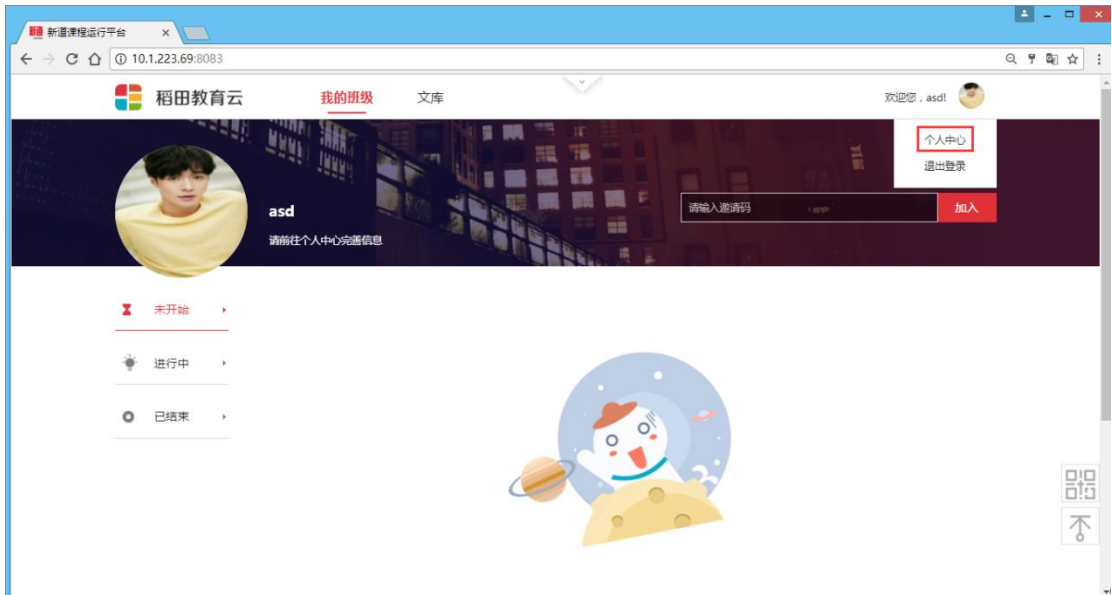 新道课程运行平台
10.1.223.69:8083
稻田教育云 我的班级 文库 欢迎您，asd!
个人中心
退出登录
请输入邀请码 加入
asd
请前往个人中心完善信息
未开始
进行中
已结束